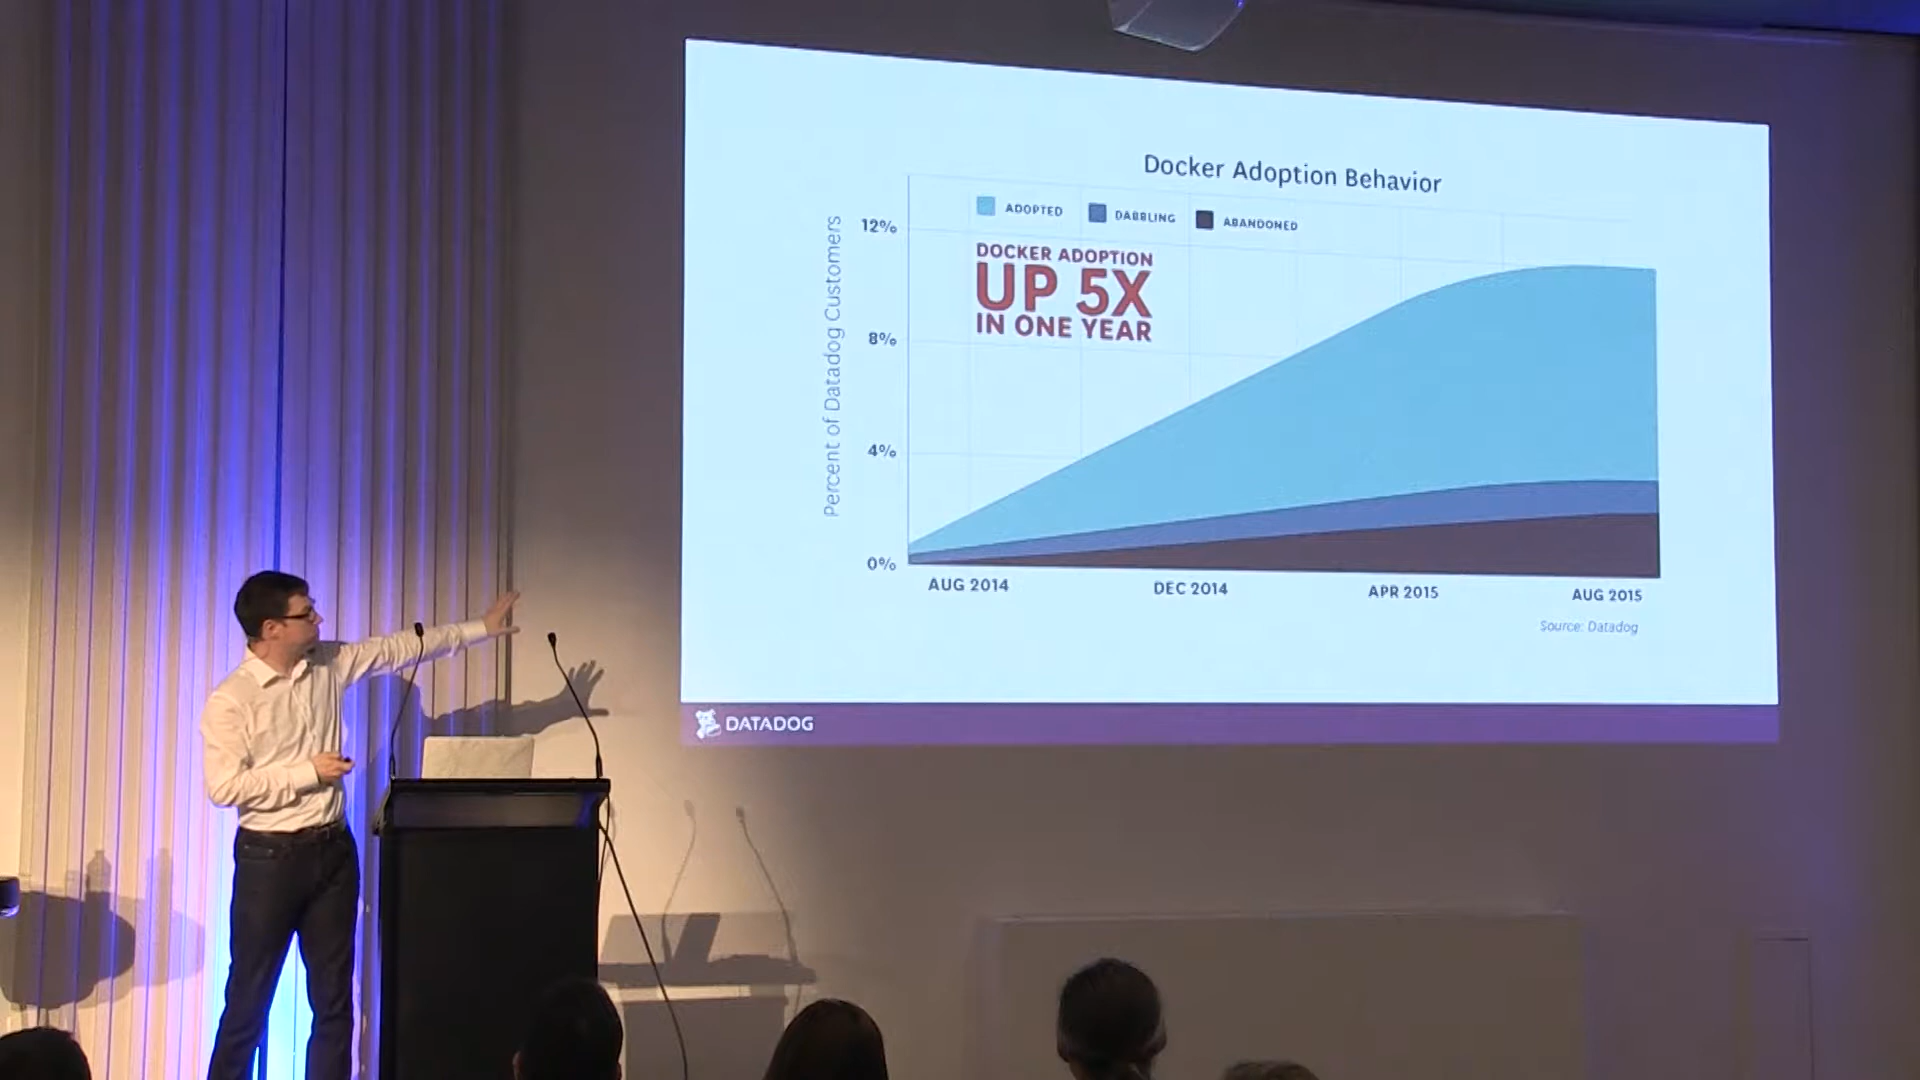 Docker Adoption Behavior
ADOPTED DABBLING ABANDONED
DOCKER ADOPTION
UP 5X
IN ONE YEAR
Percent of Datadog Customers
12%
8%
4%
0%
AUG 2014 DEC 2014 APR 2015 AUG 2015
Source: Datadog
DATADOG